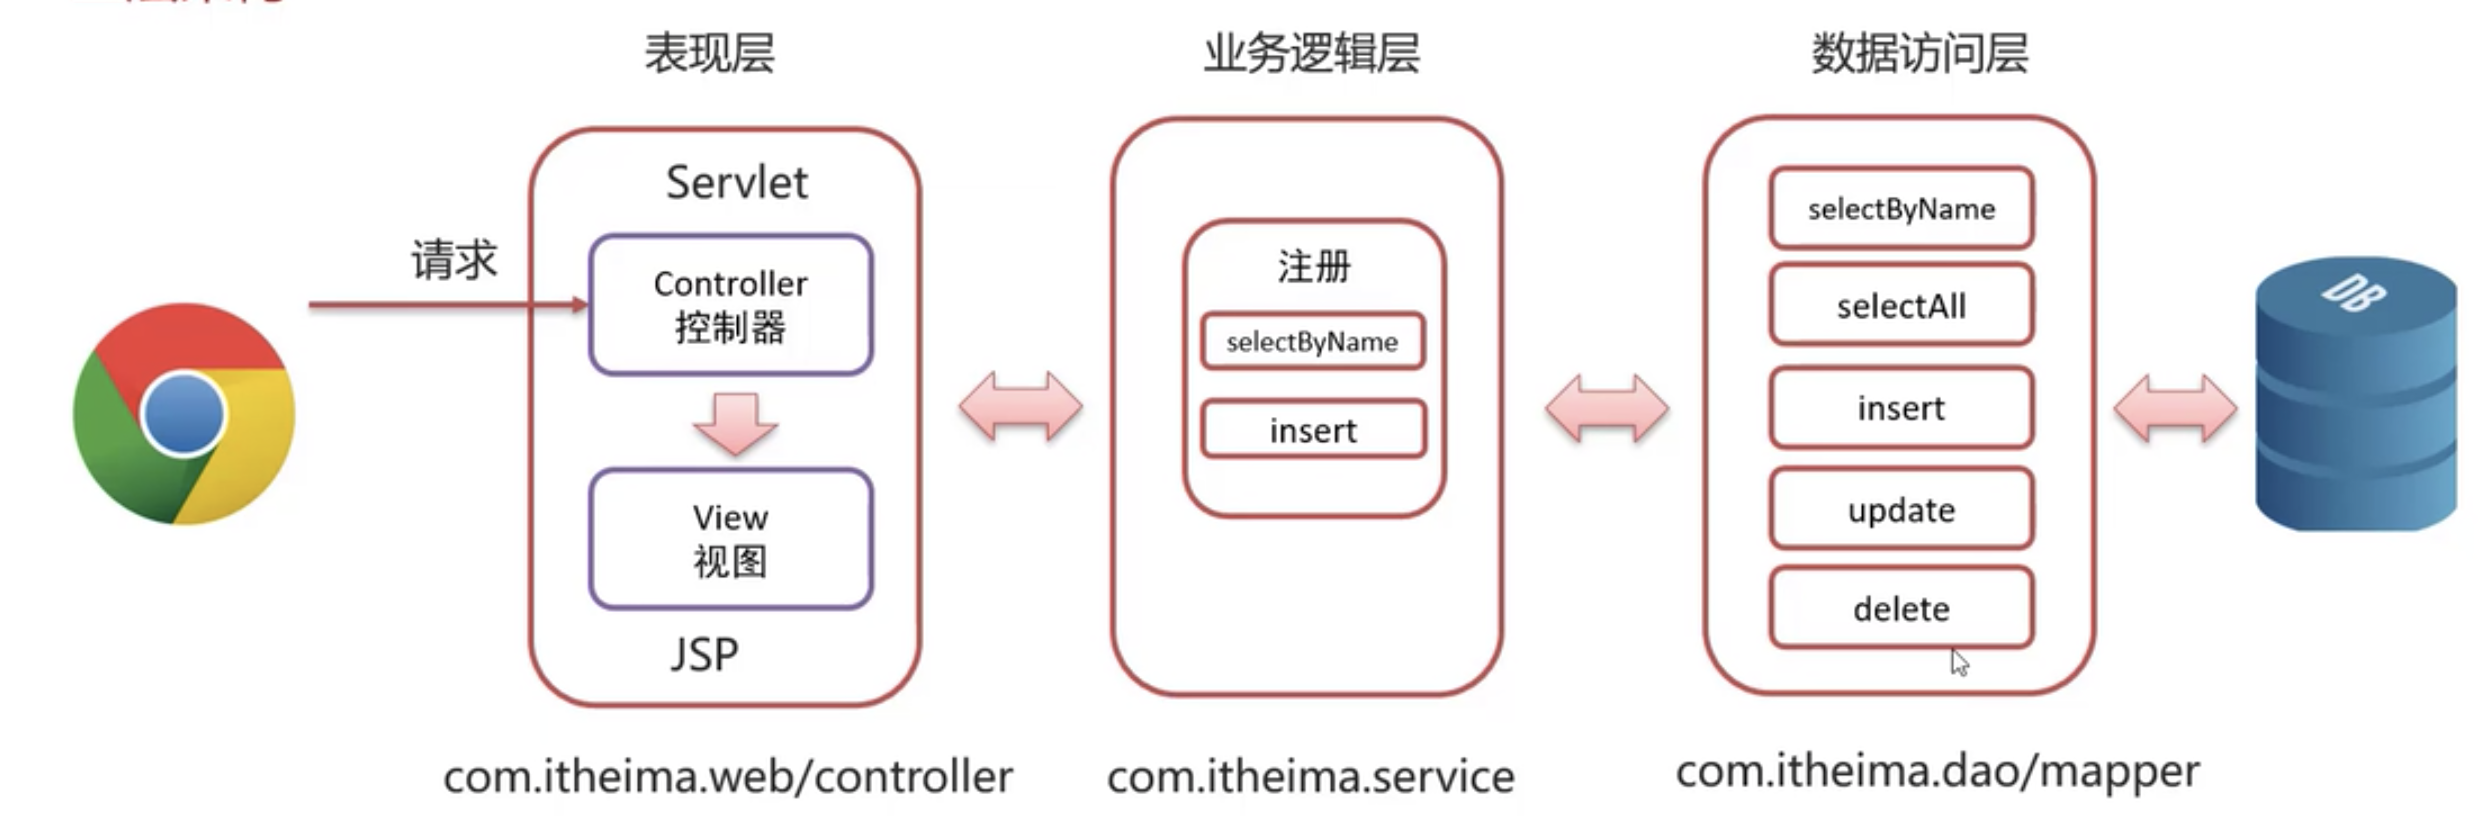 表现层
业务逻辑层
数据访问层
请求
Servlet
Controller
控制器
View
视图
JSP
注册
selectByName
insert
selectByName
selectAll
insert
update
delete
DB
com.itheima.web/controller
com.itheima.service
com.itheima.dao/mapper